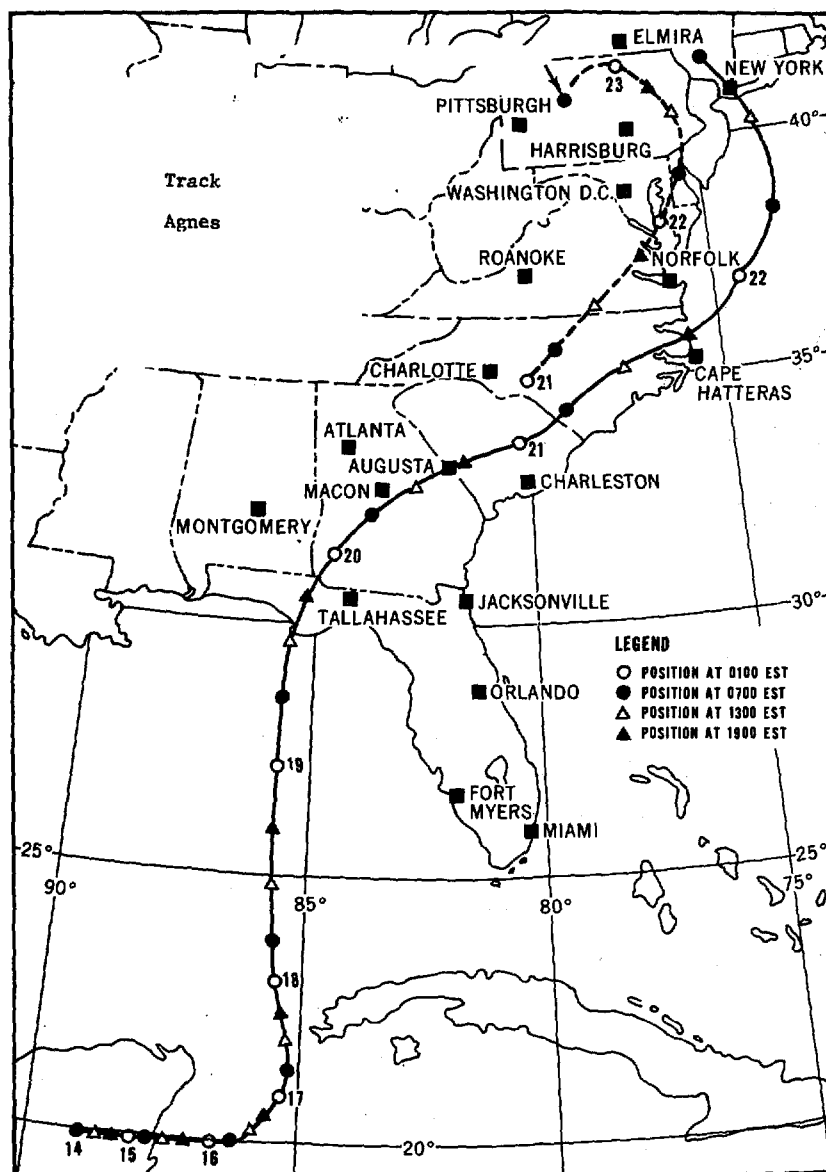 ELMIRA
NEW YORK
23
PITTSBURGH
40°
HARRISBURG
Track
Agnes
WASHINGTON D.C.
22
ROANOKE
NORFOLK
22
35°
CHARLOTTE
21
CAPE
HATTERAS
ATLANTA
21
AUGUSTA
MACON
CHARLESTON
MONTGOMERY
20
30°
TALLAHASSEE
JACKSONVILLE
LEGEND
POSITION AT 0100 EST
POSITION AT 0700 EST
POSITION AT 1300 EST
POSITION AT 1900 EST
ORLANDO
19
FORT
MYERS
MIAMI
25°
25°
90°
85°
80°
75°
18
17
14
15
16
20°